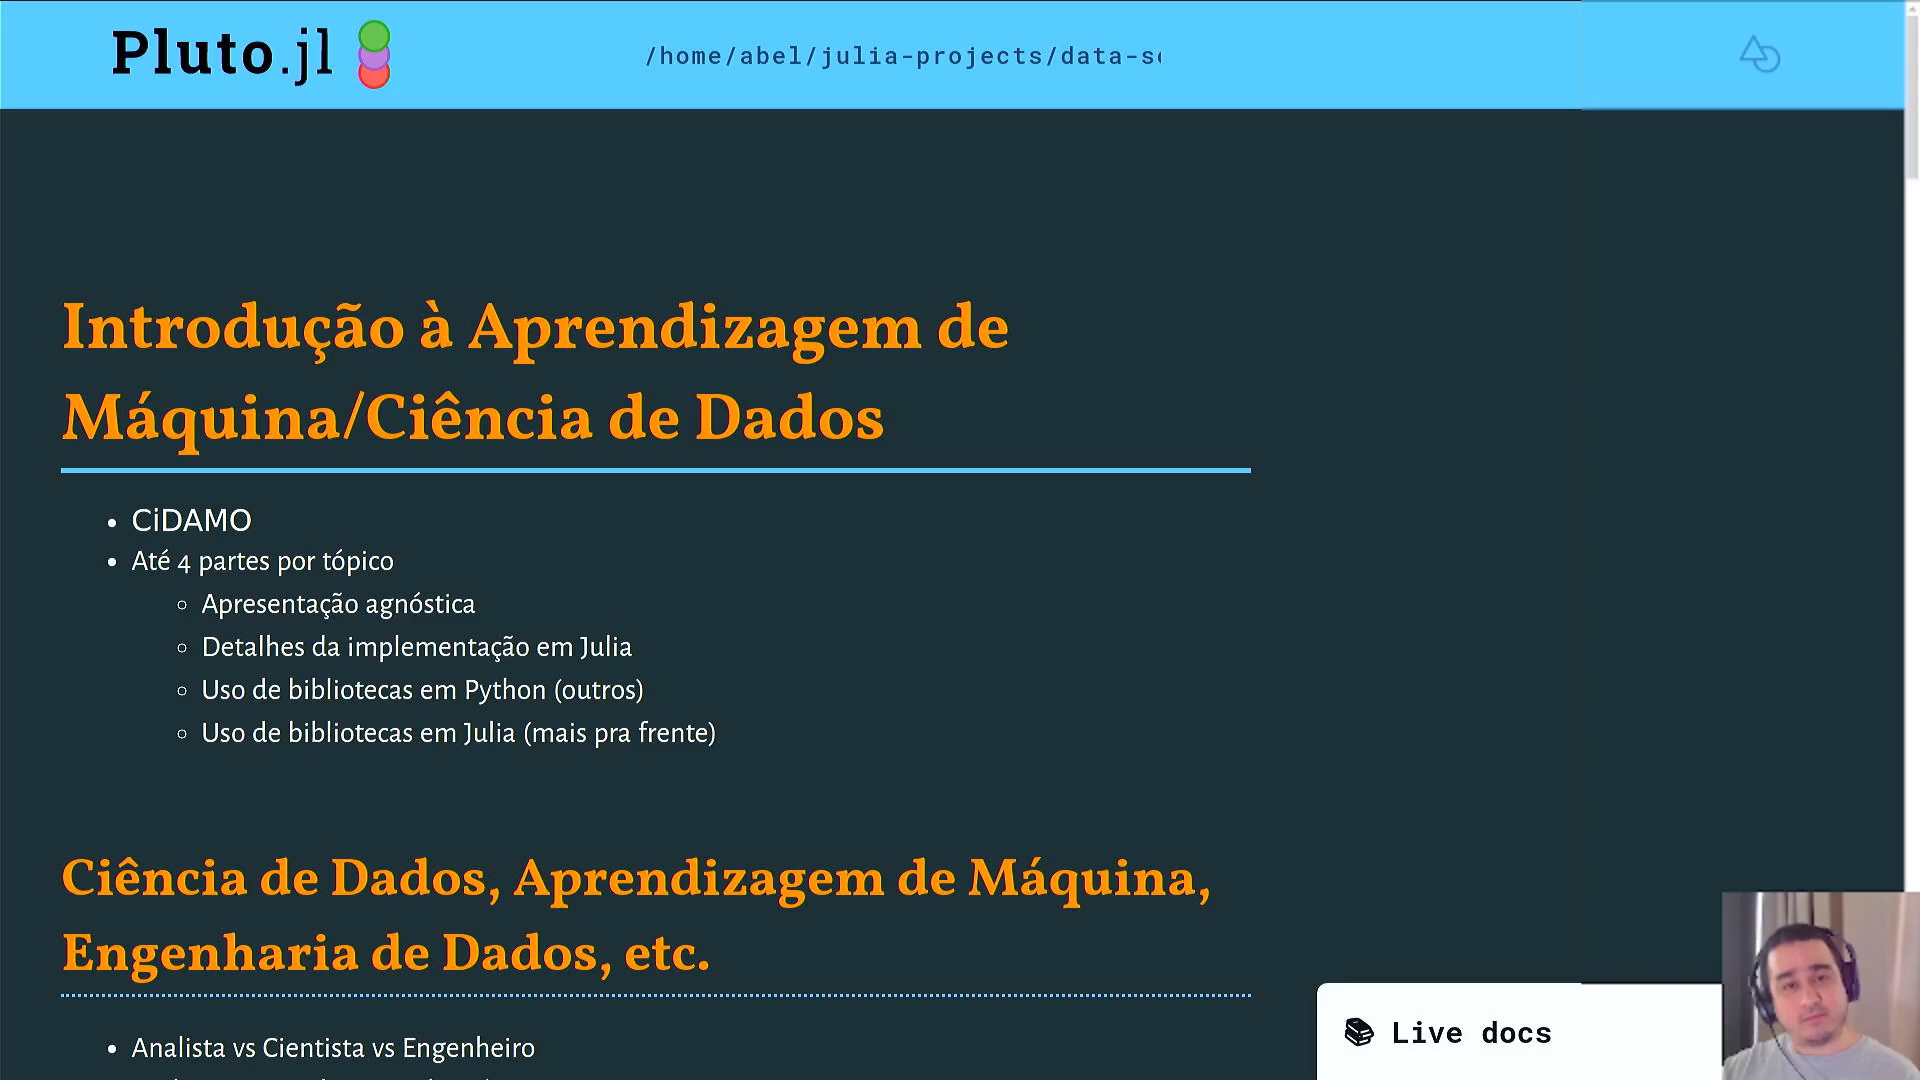 Pluto.jl
/home/abel/julia-projects/data-s
Introdução à Aprendizagem de
Máquina/Ciência de Dados
CiDAMO
Até 4 partes por tópico
Apresentação agnóstica
Detalhes da implementação em Julia
Uso de bibliotecas em Python (outros)
Uso de bibliotecas em Julia (mais pra frente)
Ciência de Dados, Aprendizagem de Máquina,
Engenharia de Dados, etc.
Analista vs Cientista vs Engenheiro
Live docs